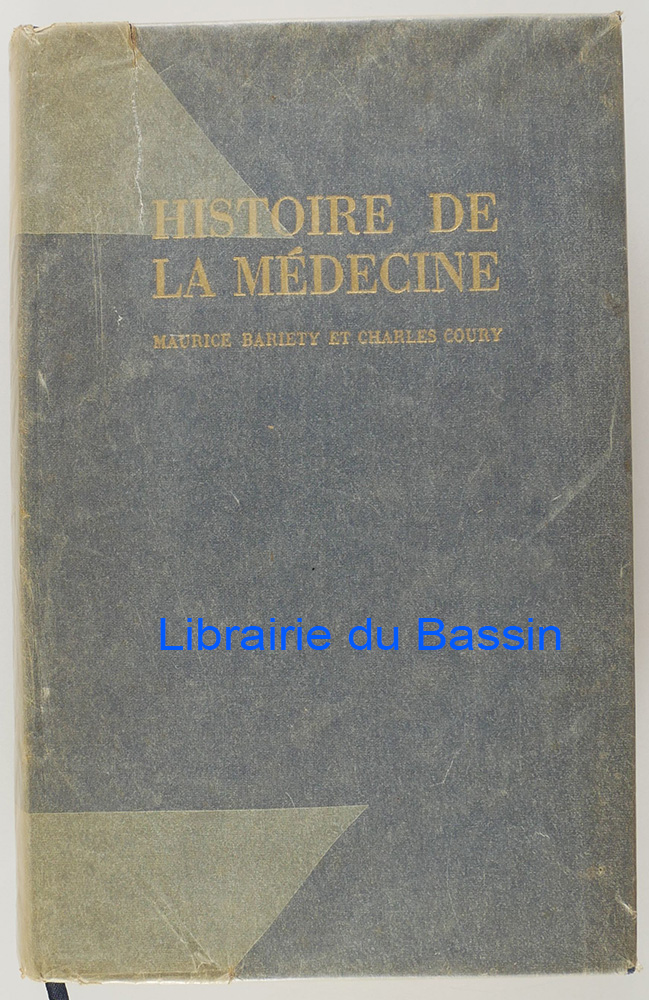 HISTOIRE DE
LA MÉDECINE
MAURICE BARIETY ET CHARLES COURY
Librairie du Bassin